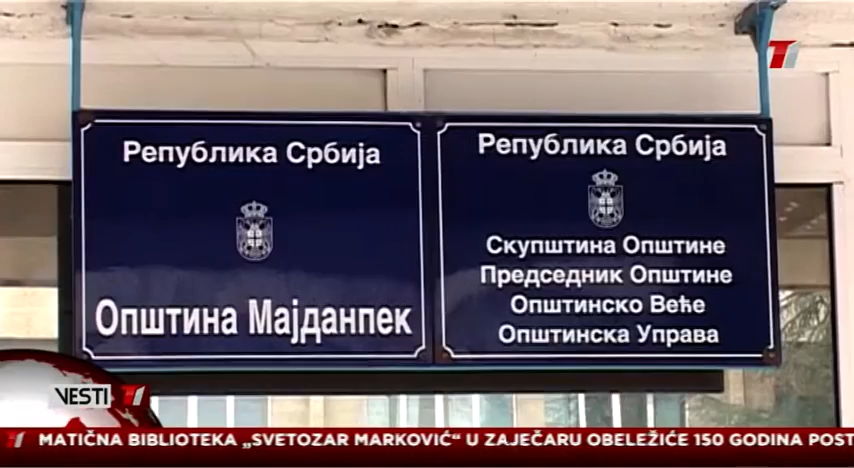 Република Србија
Општина Мајданпек
Република Србија
Скупштина Општине
Председник Општине
Општинско Веће
Општинска Управа
VESTI
MATIČNA BIBLIOTEKA „SVETOZAR MARKOVIĆ“ U ZAJEČARU OBELEŽIĆE 150 GODINA POST